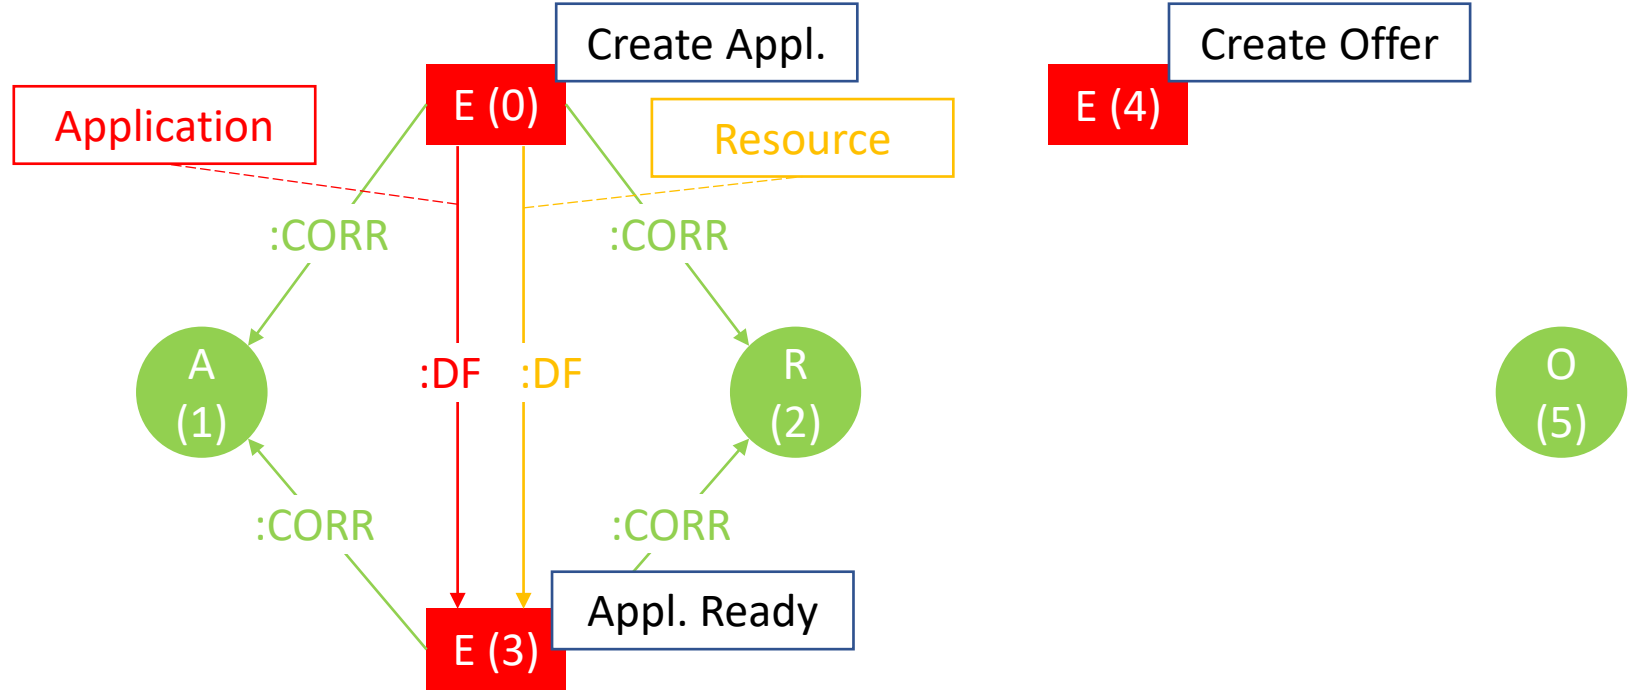 Create Appl.
Create Offer
E (0)
E (4)
Application
Resource
:CORR
:CORR
A
(1)
:DF
:DF
R
(2)
O
(5)
:CORR
:CORR
Appl. Ready
E (3)